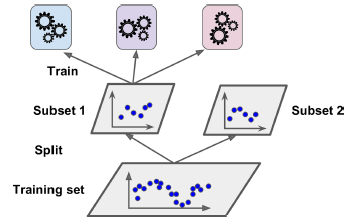 Train
Subset 1
Subset 2
Split
Training set